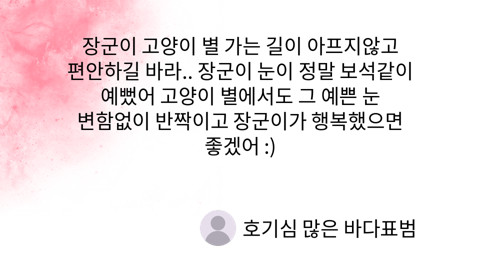 장군이 고양이 별 가는 길이 아프지않고
편안하길 바라.. 장군이 눈이 정말 보석같이
예뻤어 고양이 별에서도 그 예쁜 눈
변함없이 반짝이고 장군이가 행복했으면
좋겠어 :)
호기심 많은 바다표범